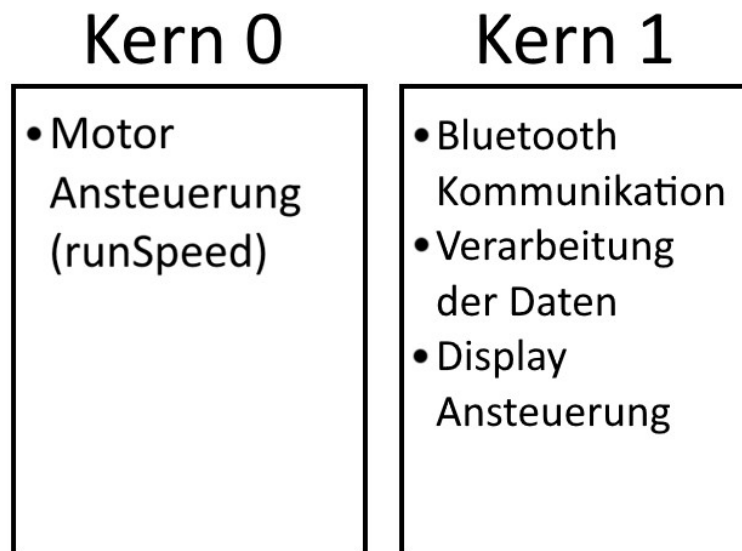 Kern 0
• Motor
Ansteuerung
(runSpeed)
Kern 1
• Bluetooth
Kommunikation
• Verarbeitung
der Daten
• Display
Ansteuerung